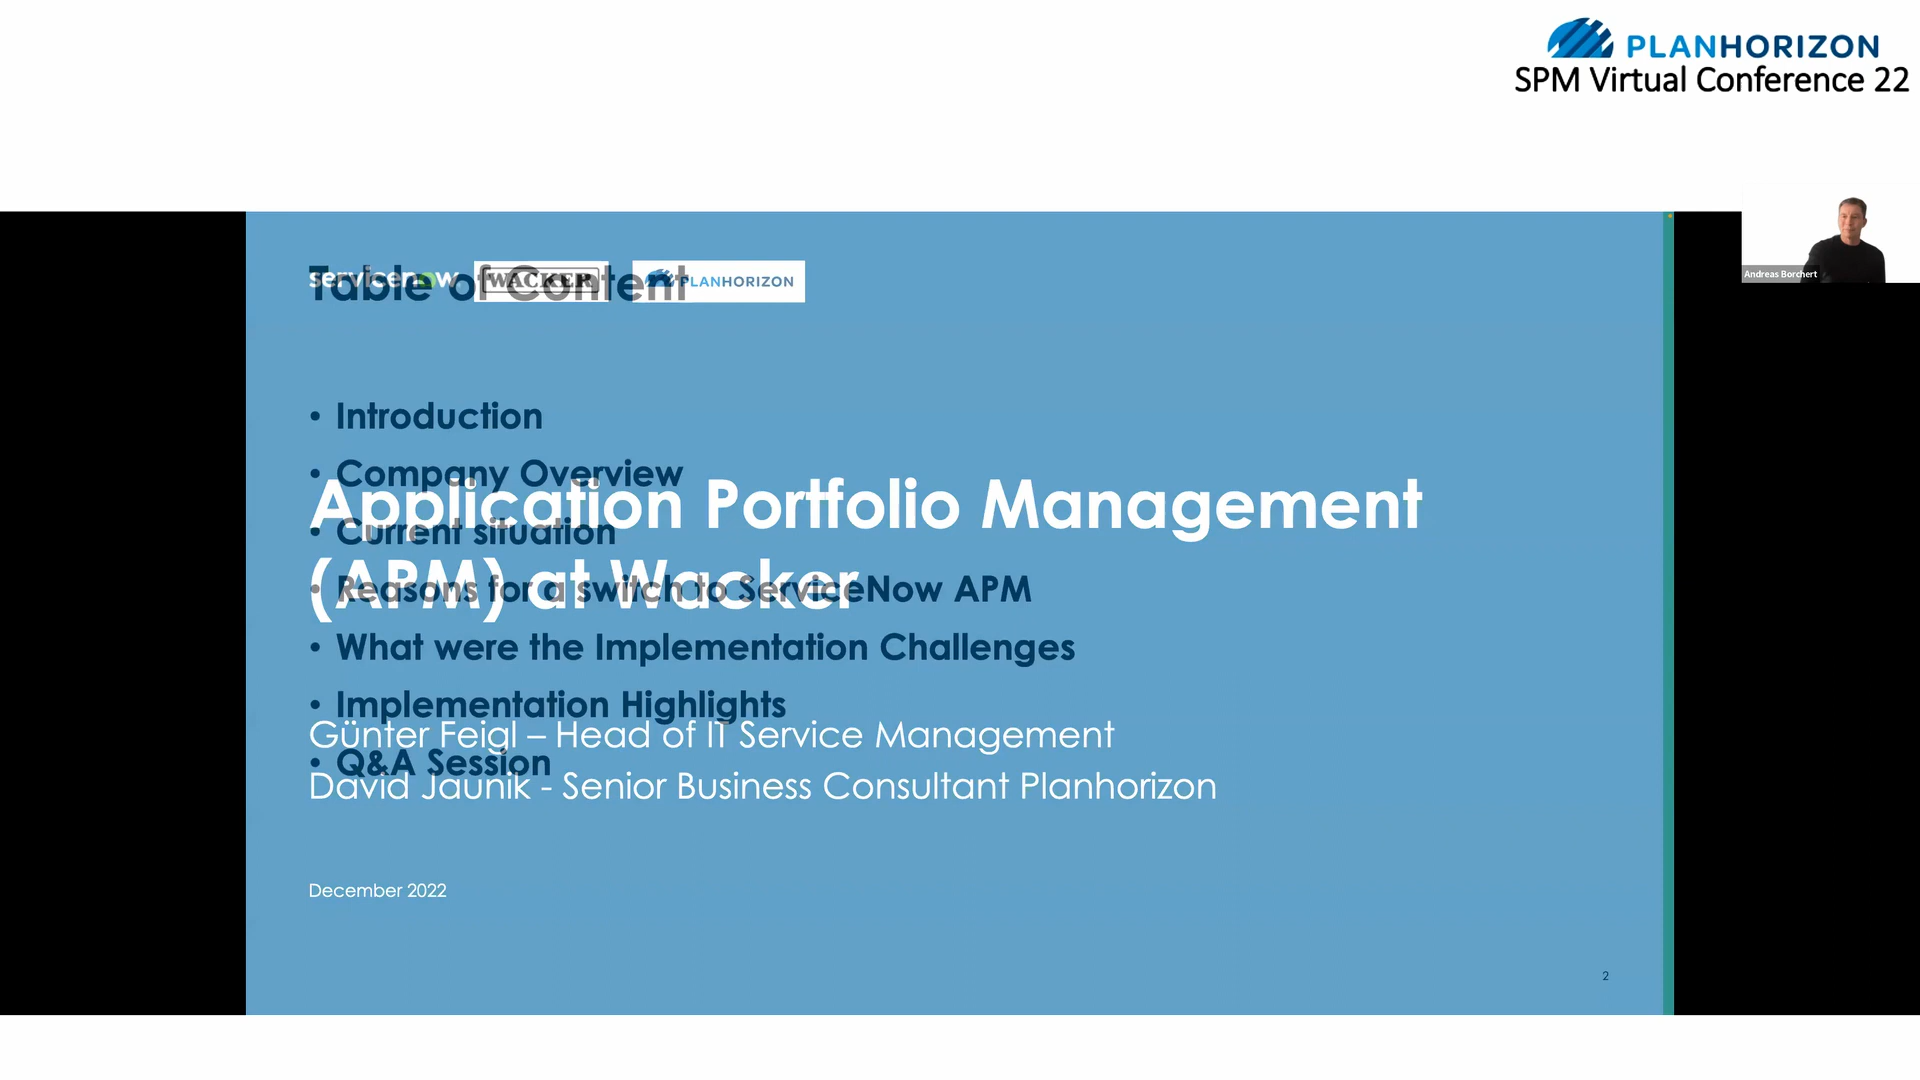 PLANHORIZON
SPM Virtual Conference 22
Andreas Borchert
servicenow
WACKER
PLANHORIZON
Table of Content
• Introduction
• Company Overview
• Current situation
• Reasons for a switch to ServiceNow APM
• What were the Implementation Challenges
• Implementation Highlights
• Q&A Session
Application Portfolio Management
(APM) at Wacker
Günter Feigl – Head of IT Service Management
David Jaunik - Senior Business Consultant Planhorizon
December 2022
2